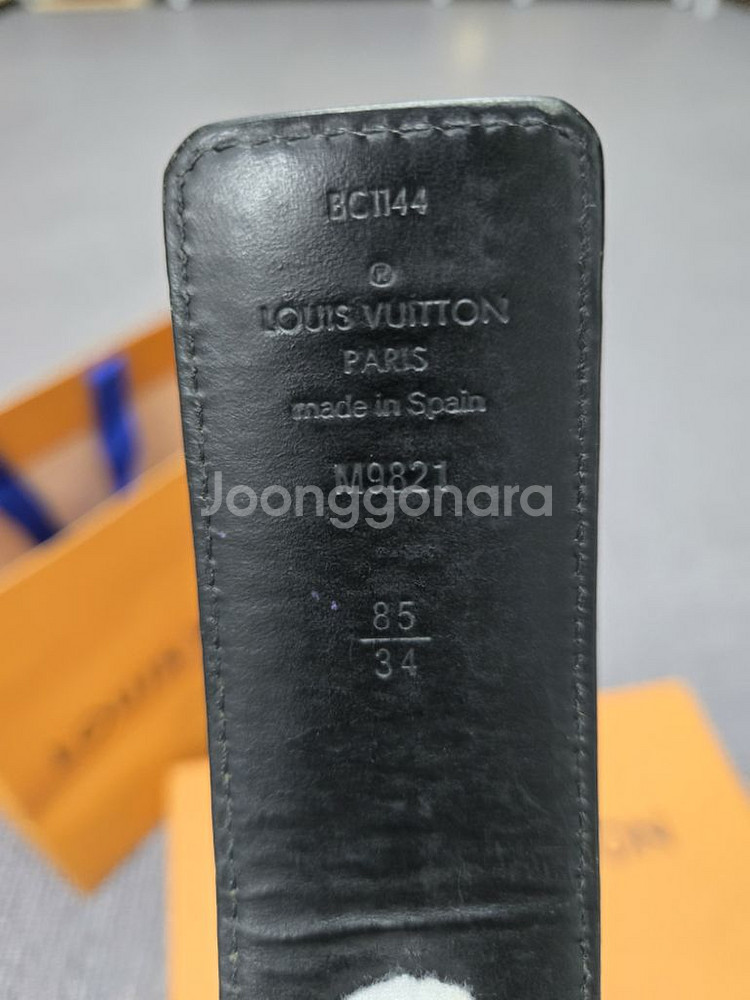 BC1144
LOUIS VUITTON
PARIS
made in Spain
M9821
Joonggonara
85
34